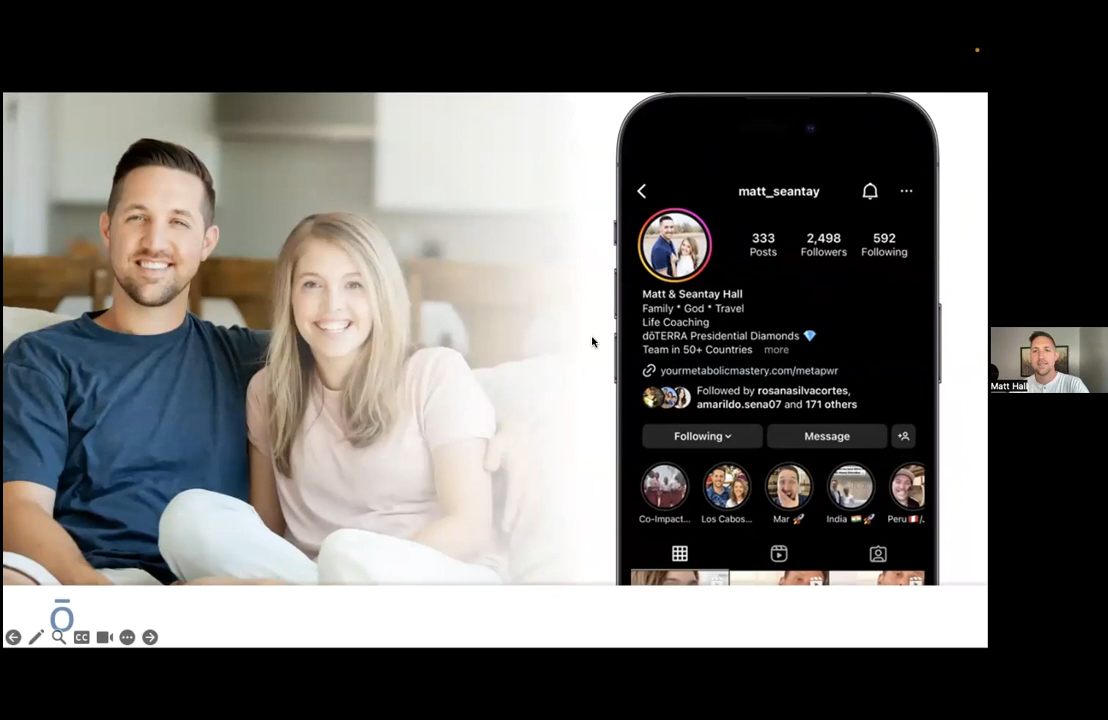 matt_seantay
333
2,498
592
Posts
Followers
Following
Matt & Seantay Hall
Family * God * Travel
Life Coaching
dōTERRA Presidential Diamonds 💎
Team in 50+ Countries more
yourmetabolicmastery.com/metapwr
Followed by rosanasilvacortes,
amarildo.sena07 and 171 others
Following
Message
Co-Impact...
Los Cabos...
Mar 🚀
India 🇮🇳🚀
Peru🇵🇪/.
Matt Hall
ō
CC